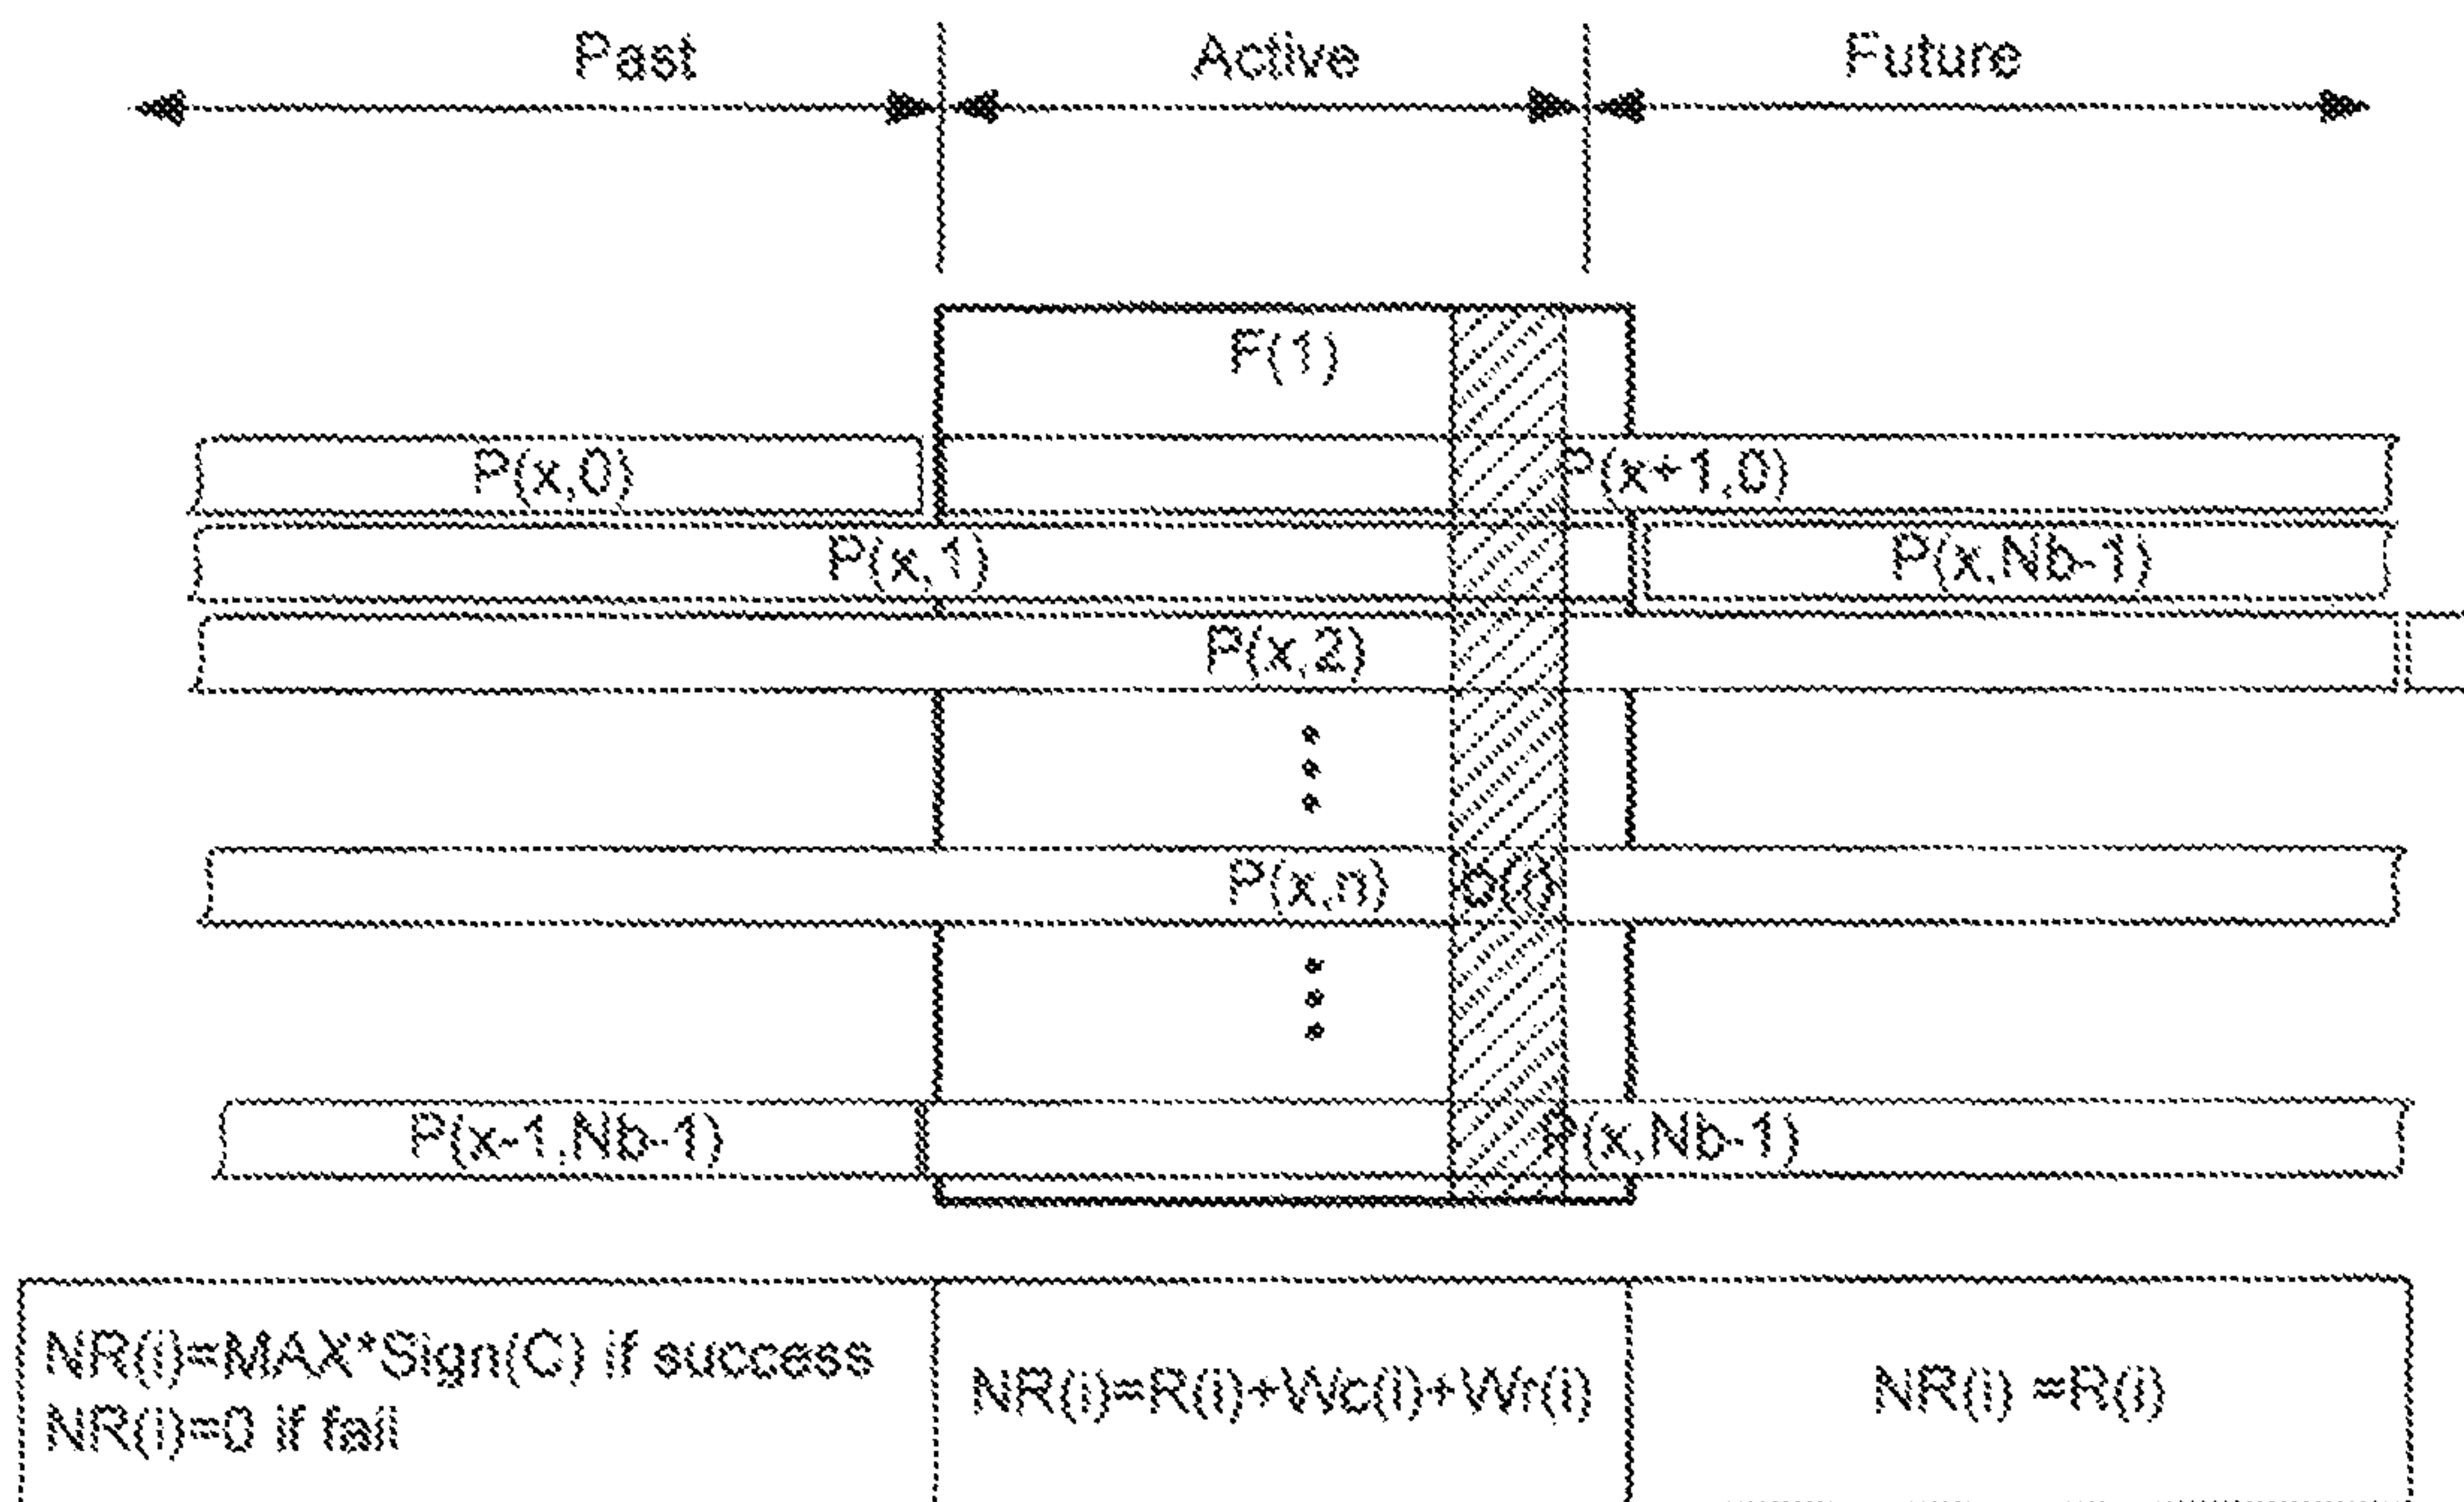 Past Active Future
F(1)
P(x,0) P(x+1,0)
P(x,1) P(x,Nb-1)
P(x,2)
P(x,n) b(i)
P(x-1,Nb-1) P(x,Nb-1)
NR(i)=MAX*Sign(C) if success
NR(i)=0 if fail
NR(i)=R(i)+Wc(i)+Wr(i)
NR(i) =R(i)